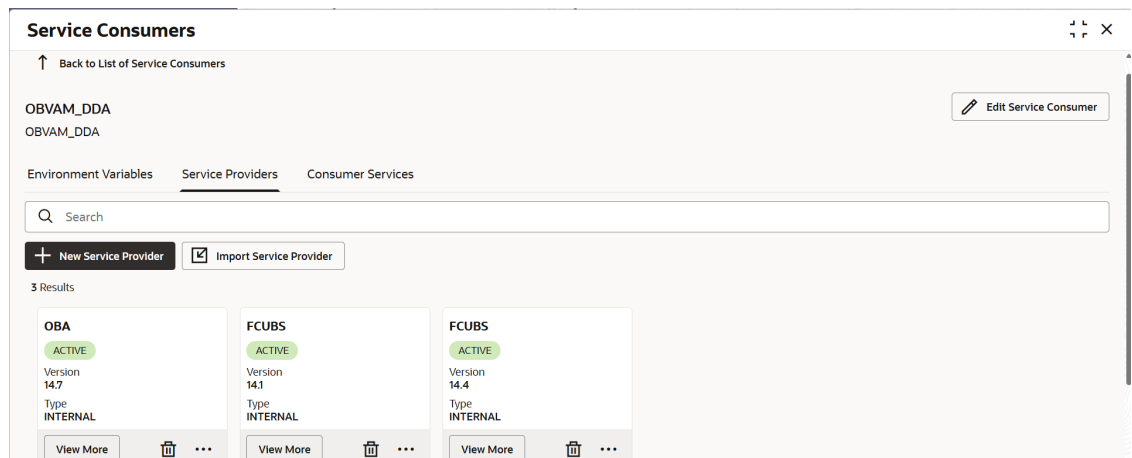 Service Consumers
Back to List of Service Consumers
OBVAM_DDA
Edit Service Consumer
OBVAM_DDA
Environment Variables Service Providers Consumer Services
Search
New Service Provider Import Service Provider
3 Results
OBA FCUBS FCUBS
ACTIVE ACTIVE ACTIVE
Version Version Version
14.7 14.1 14.4
Type Type Type
INTERNAL INTERNAL INTERNAL
View More View More View More